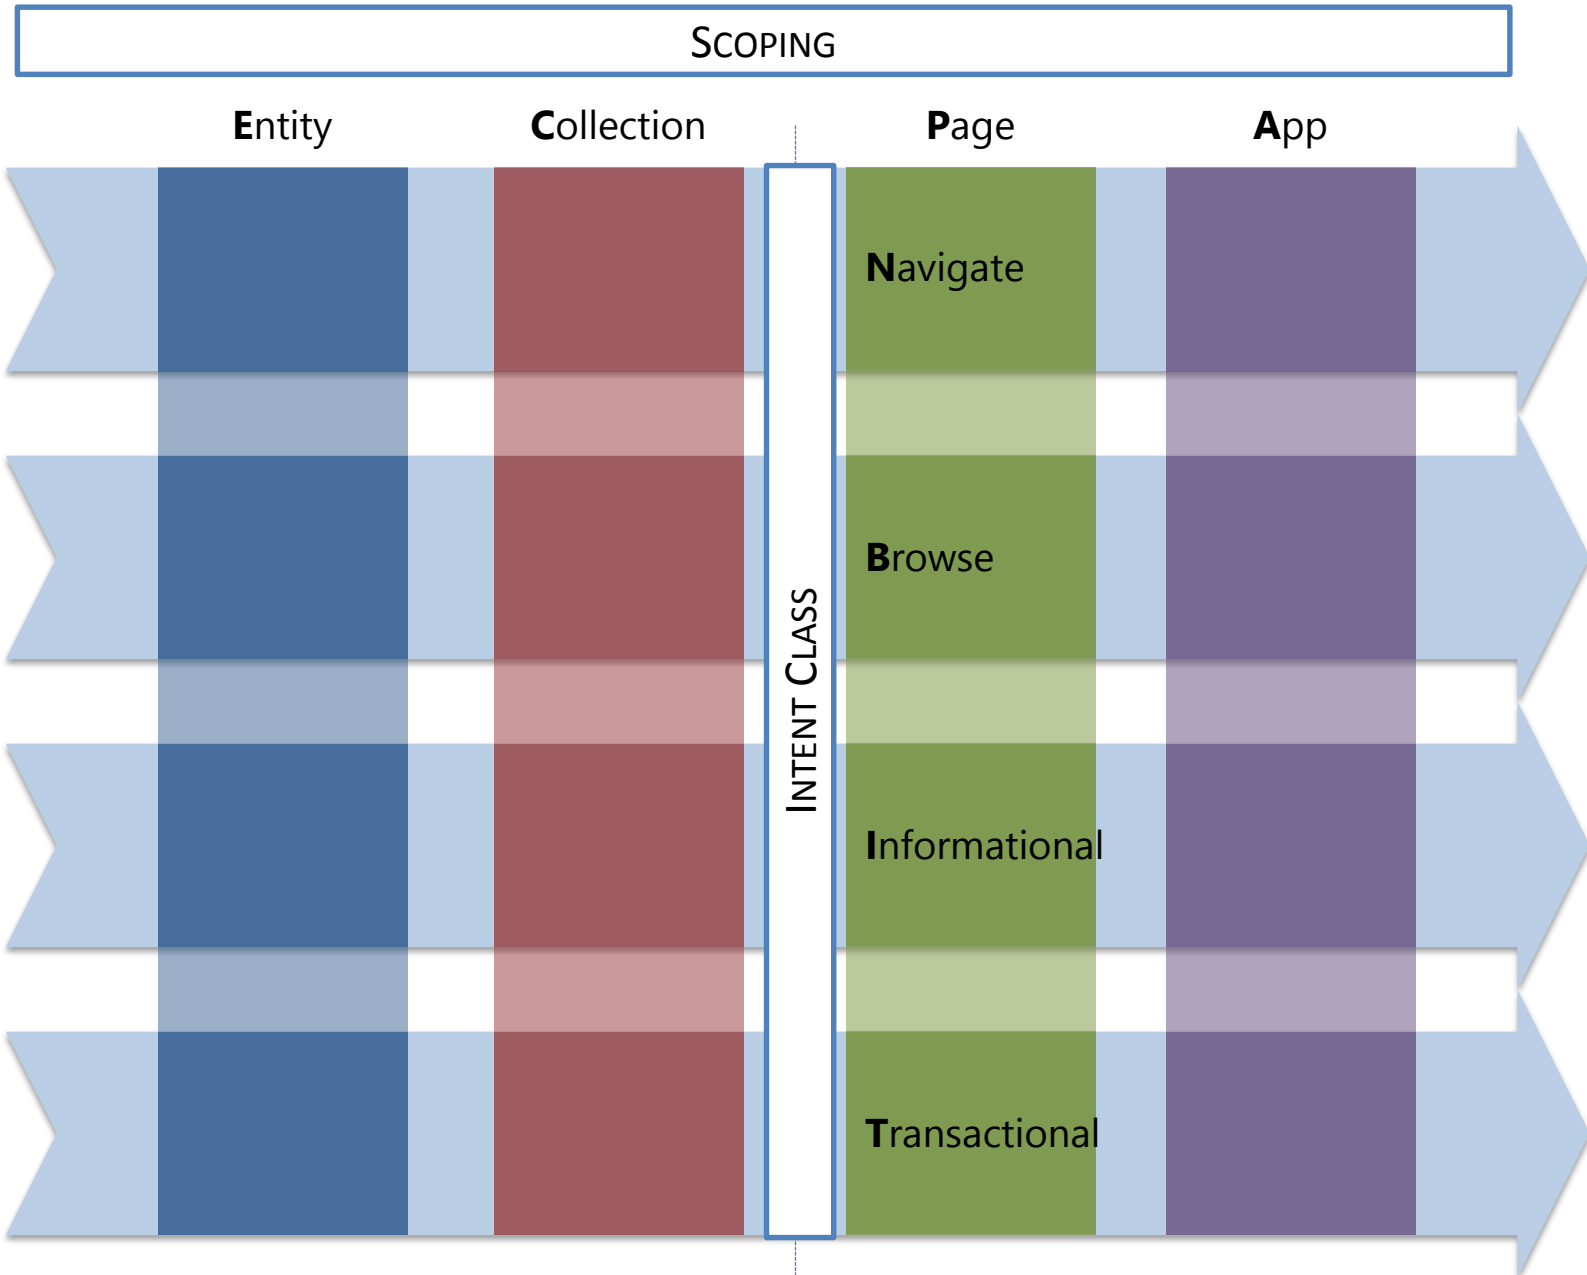 SCOPING
Entity
Collection
Page
App
INTENT CLASS
Navigate
Browse
Informational
Transactional